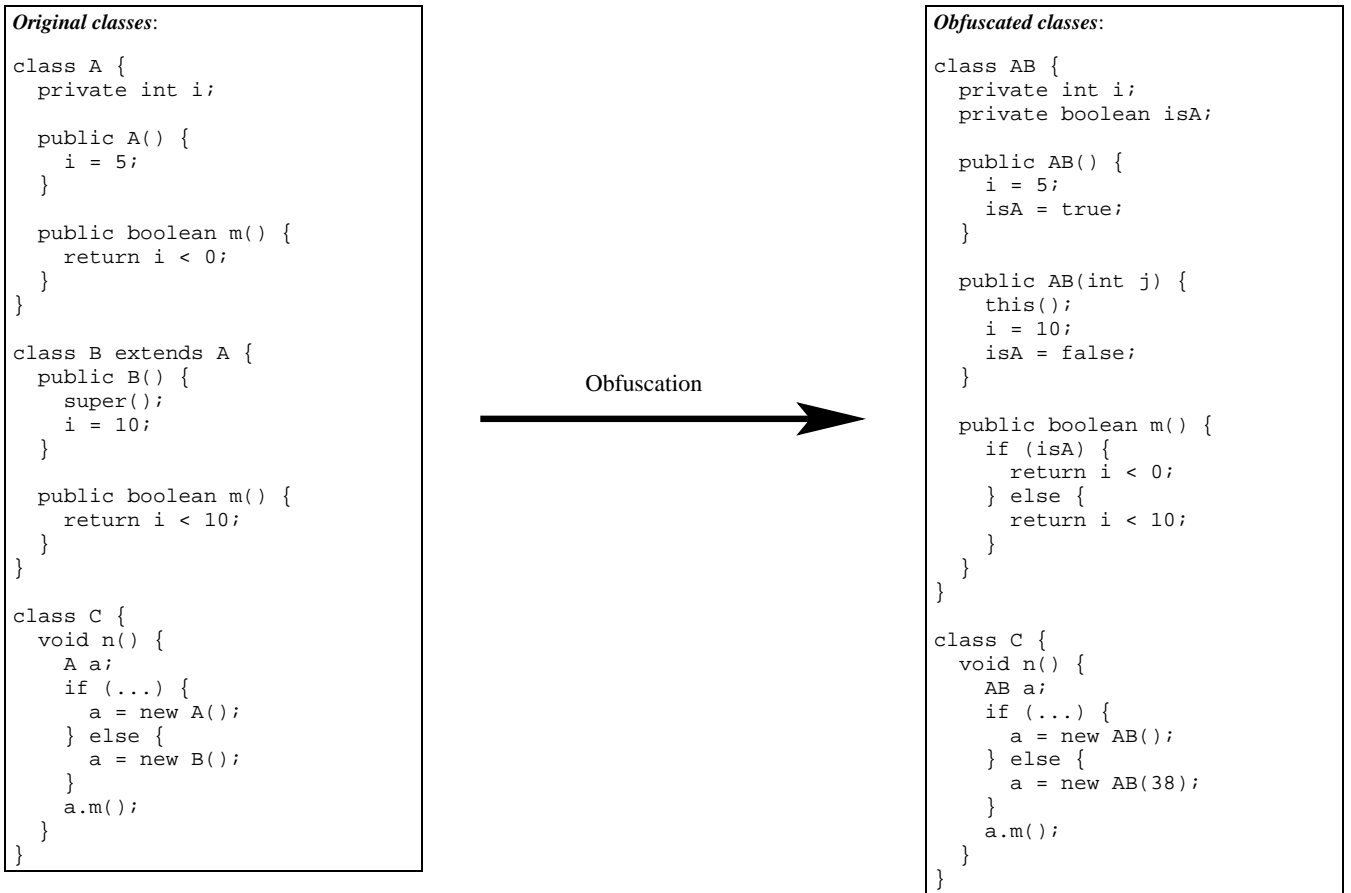 Original classes:
class A {
  private int i;
  public A() {
    i = 5;
  }
  public boolean m() {
    return i < 0;
  }
}
class B extends A {
  public B() {
    super();
    i = 10;
  }
  public boolean m() {
    return i < 10;
  }
}
class C {
  void n() {
    A a;
    if (...) {
      a = new A();
    } else {
      a = new B();
    }
    a.m();
  }
}
Obfuscation
Obfuscated classes:
class AB {
  private int i;
  private boolean isA;
  public AB() {
    i = 5;
    isA = true;
  }
  public AB(int j) {
    this();
    i = 10;
    isA = false;
  }
  public boolean m() {
    if (isA) {
      return i < 0;
    } else {
      return i < 10;
    }
  }
}
class C {
  void n() {
    AB a;
    if (...) {
      a = new AB();
    } else {
      a = new AB(38);
    }
    a.m();
  }
}